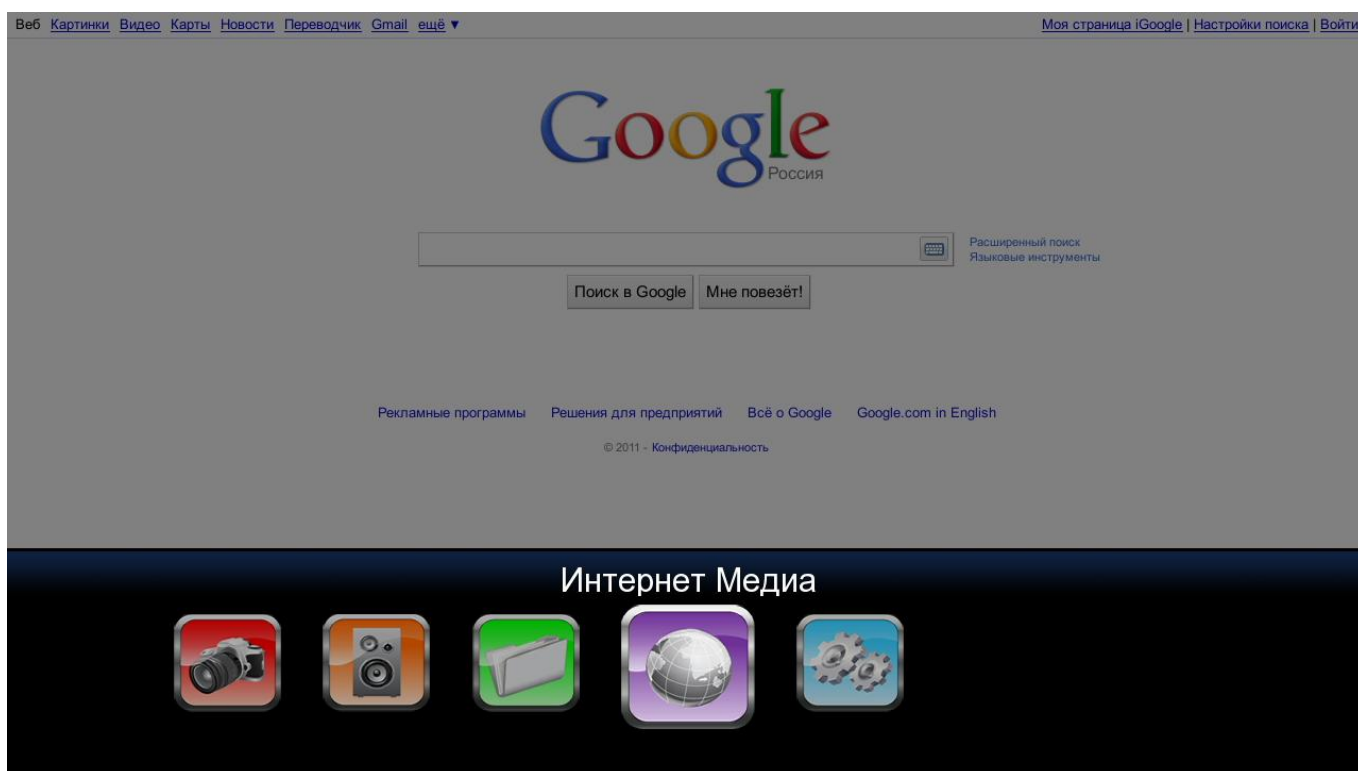 Веб Картинки Видео Карты Новости Переводчик Gmail ещё ▼ Моя страница iGoogle | Настройки поиска | Войти
Google
Россия
Расширенный поиск
Языковые инструменты
Поиск в Google Мне повезёт!
Рекламные программы Решения для предприятий Всё о Google Google.com in English
© 2011 - Конфиденциальность
Интернет Медиа